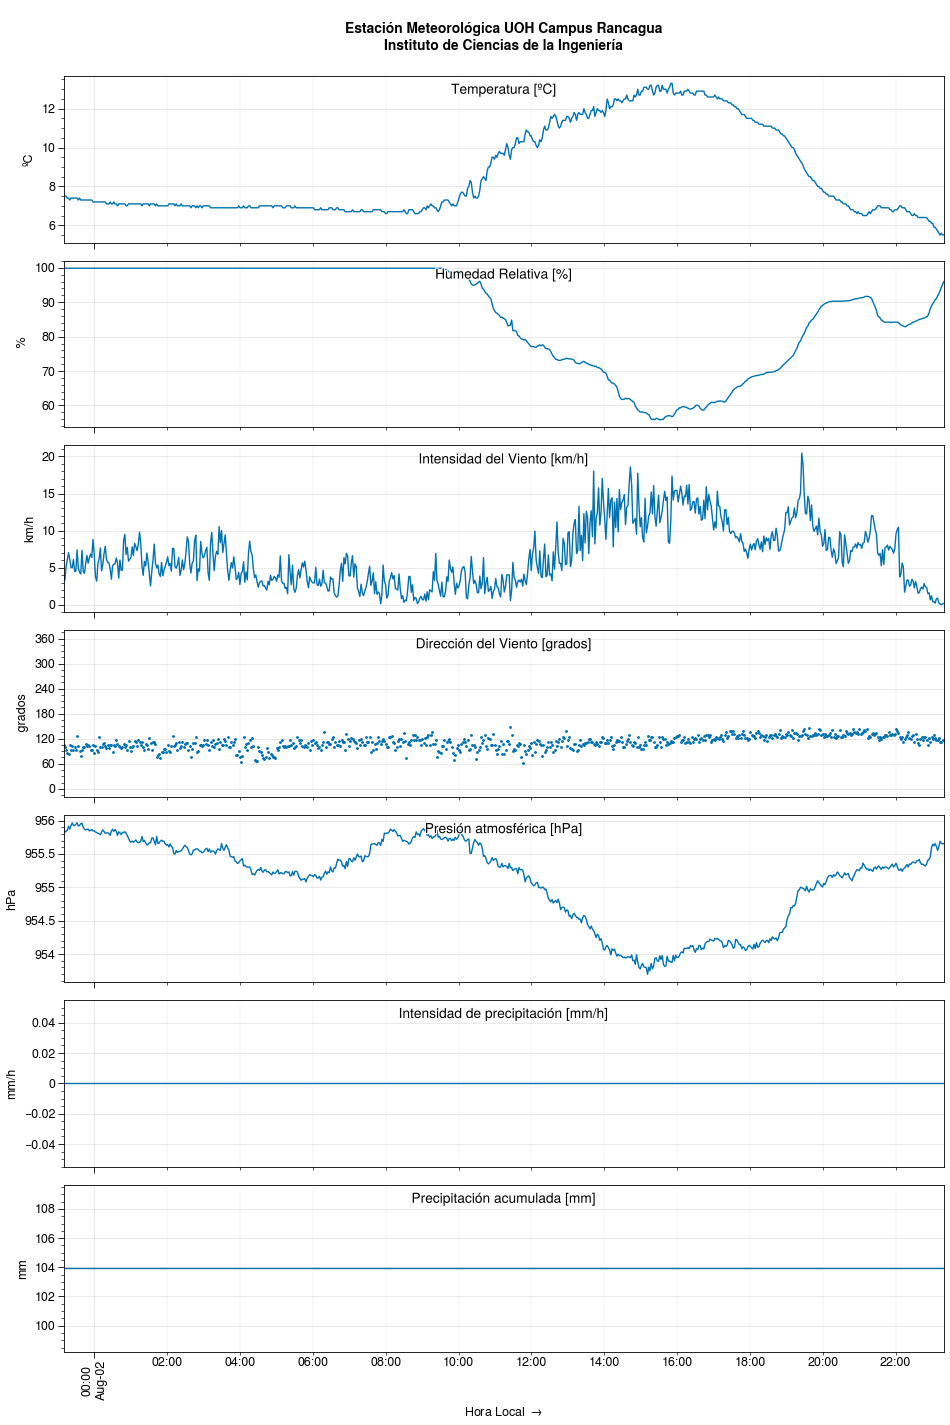 Estación Meteorológica UOH Campus Rancagua
Instituto de Ciencias de la Ingeniería
Temperatura [ºC]
ºC
12
10
8
6
Humedad Relativa [%]
%
100
90
80
70
60
Intensidad del Viento [km/h]
km/h
20
15
10
5
0
Dirección del Viento [grados]
grados
360
300
240
180
120
60
0
Presión atmosférica [hPa]
hPa
956
955.5
955
954.5
954
Intensidad de precipitación [mm/h]
mm/h
0.04
0.02
0
−0.02
−0.04
Precipitación acumulada [mm]
mm
108
106
104
102
100
00:00
Aug-02
02:00
04:00
06:00
08:00
10:00
12:00
14:00
16:00
18:00
20:00
22:00
Hora Local →